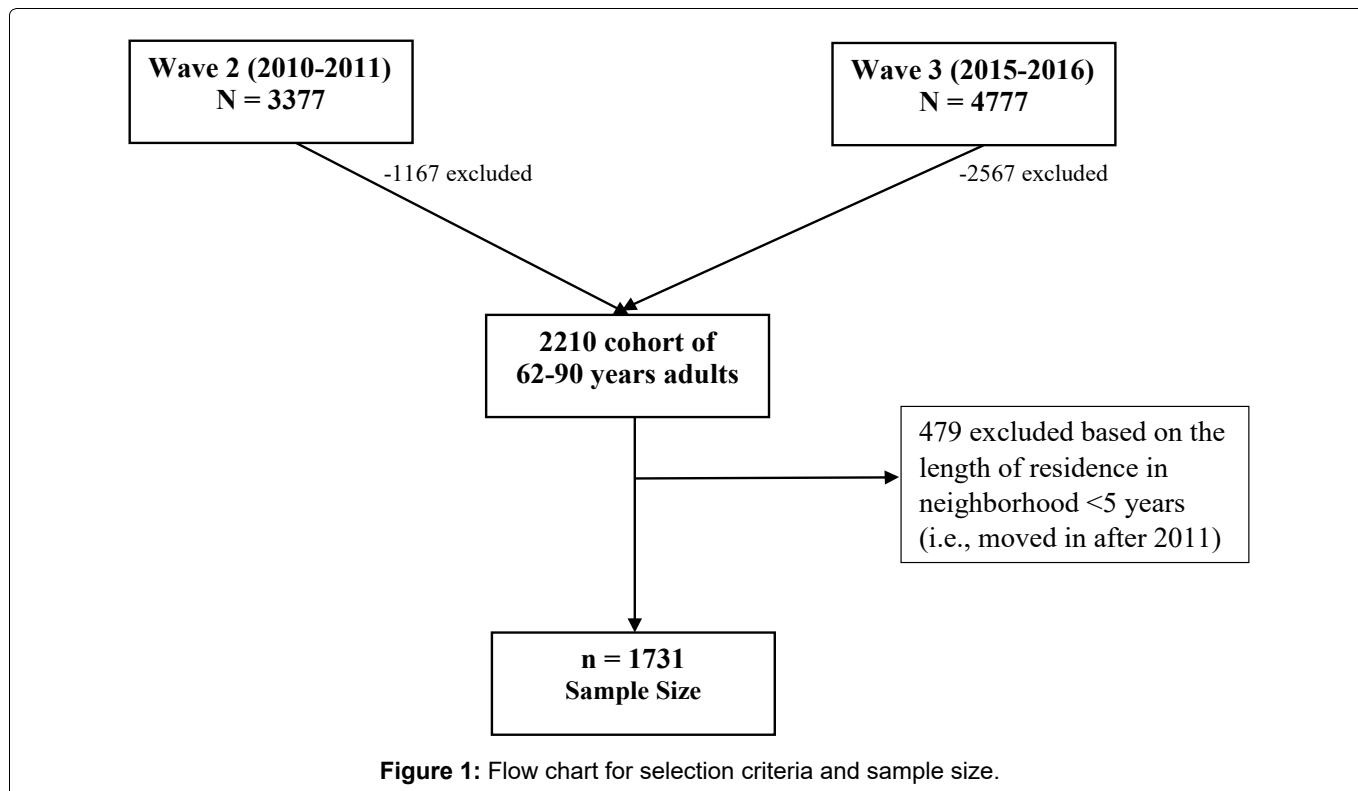 Wave 2 (2010-2011)
N = 3377
Wave 3 (2015-2016)
N = 4777
-1167 excluded
-2567 excluded
2210 cohort of
62-90 years adults
479 excluded based on the
length of residence in
neighborhood <5 years
(i.e., moved in after 2011)
n = 1731
Sample Size
Figure 1: Flow chart for selection criteria and sample size.